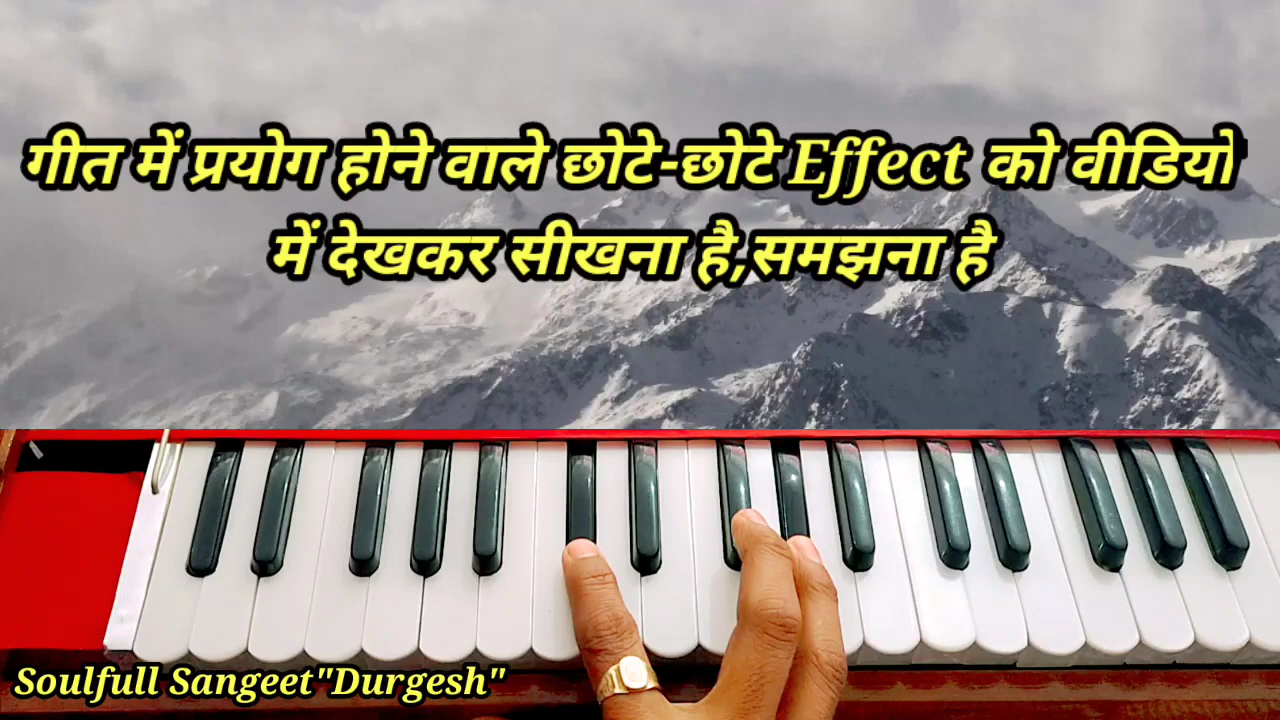 गीत में प्रयोग होने वाले छोटे-छोटे Effect को वीडियो
में देखकर सीखना है,समझना है
Soulfull Sangeet"Durgesh"